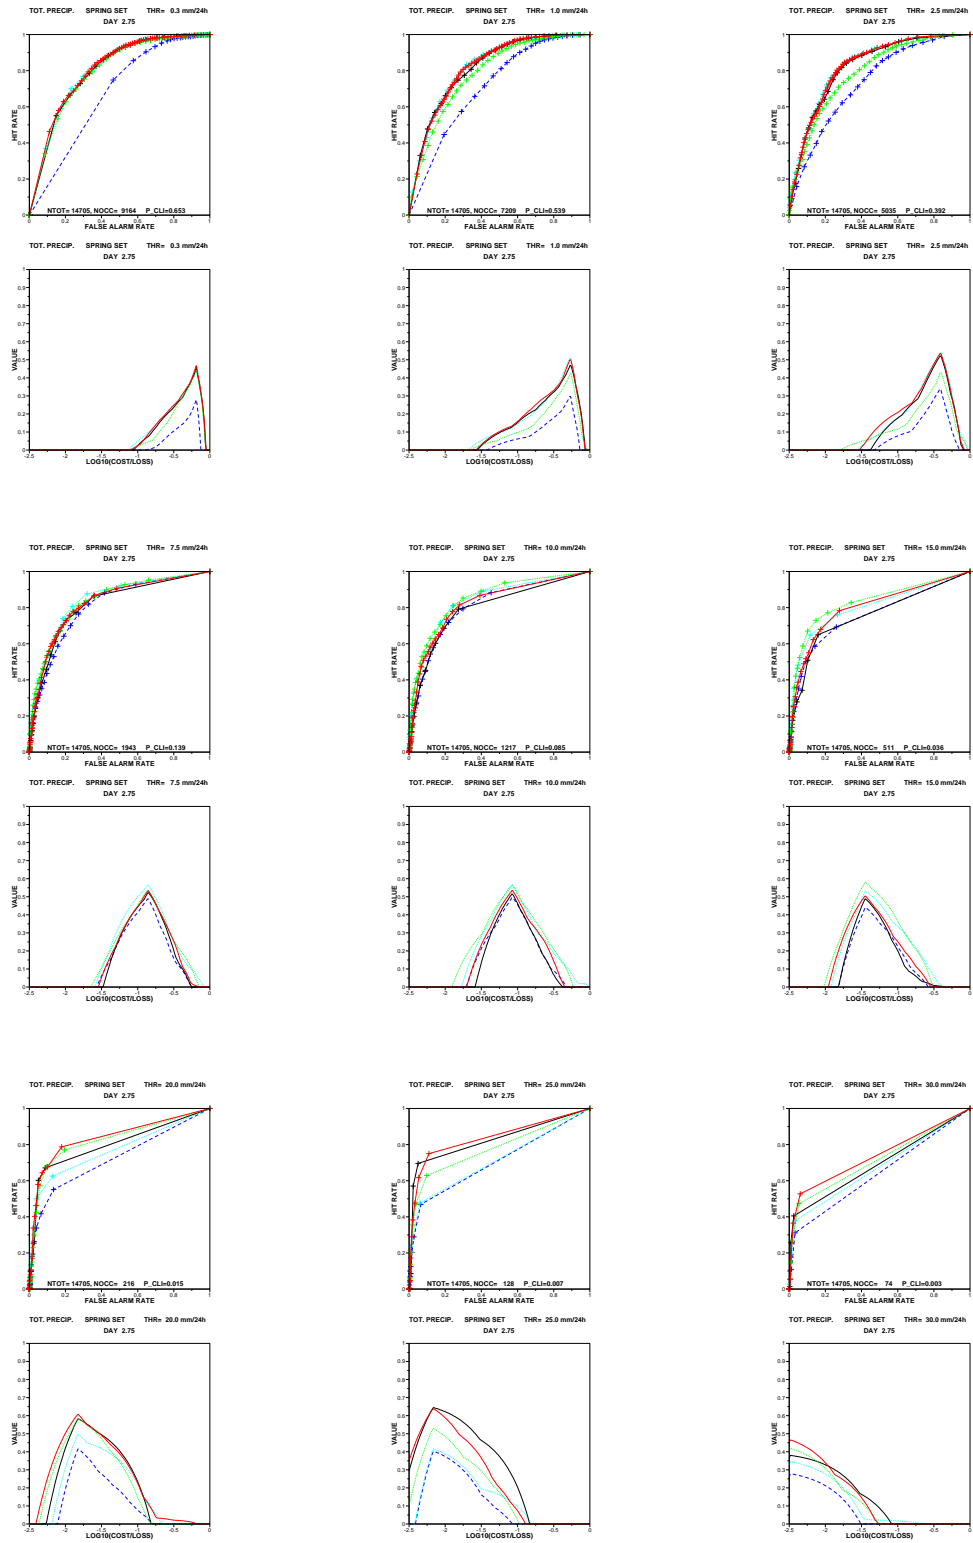 TOT. PRECIP. SPRING SET THR= 0.3 mm/24h
DAY 2.75
HIT RATE
NTOT= 14705, NOCC= 9164 P_CLI=0.653
FALSE ALARM RATE
TOT. PRECIP. SPRING SET THR= 1.0 mm/24h
DAY 2.75
HIT RATE
NTOT= 14705, NOCC= 7209 P_CLI=0.539
FALSE ALARM RATE
TOT. PRECIP. SPRING SET THR= 2.5 mm/24h
DAY 2.75
HIT RATE
NTOT= 14705, NOCC= 5035 P_CLI=0.392
FALSE ALARM RATE
TOT. PRECIP. SPRING SET THR= 0.3 mm/24h
DAY 2.75
VALUE
LOG10(COST/LOSS)
TOT. PRECIP. SPRING SET THR= 1.0 mm/24h
DAY 2.75
VALUE
LOG10(COST/LOSS)
TOT. PRECIP. SPRING SET THR= 2.5 mm/24h
DAY 2.75
VALUE
LOG10(COST/LOSS)
TOT. PRECIP. SPRING SET THR= 7.5 mm/24h
DAY 2.75
HIT RATE
NTOT= 14705, NOCC= 1943 P_CLI=0.139
FALSE ALARM RATE
TOT. PRECIP. SPRING SET THR= 10.0 mm/24h
DAY 2.75
HIT RATE
NTOT= 14705, NOCC= 1217 P_CLI=0.085
FALSE ALARM RATE
TOT. PRECIP. SPRING SET THR= 15.0 mm/24h
DAY 2.75
HIT RATE
NTOT= 14705, NOCC= 511 P_CLI=0.036
FALSE ALARM RATE
TOT. PRECIP. SPRING SET THR= 7.5 mm/24h
DAY 2.75
VALUE
LOG10(COST/LOSS)
TOT. PRECIP. SPRING SET THR= 10.0 mm/24h
DAY 2.75
VALUE
LOG10(COST/LOSS)
TOT. PRECIP. SPRING SET THR= 15.0 mm/24h
DAY 2.75
VALUE
LOG10(COST/LOSS)
TOT. PRECIP. SPRING SET THR= 20.0 mm/24h
DAY 2.75
HIT RATE
NTOT= 14705, NOCC= 216 P_CLI=0.015
FALSE ALARM RATE
TOT. PRECIP. SPRING SET THR= 25.0 mm/24h
DAY 2.75
HIT RATE
NTOT= 14705, NOCC= 128 P_CLI=0.007
FALSE ALARM RATE
TOT. PRECIP. SPRING SET THR= 30.0 mm/24h
DAY 2.75
HIT RATE
NTOT= 14705, NOCC= 74 P_CLI=0.003
FALSE ALARM RATE
TOT. PRECIP. SPRING SET THR= 20.0 mm/24h
DAY 2.75
VALUE
LOG10(COST/LOSS)
TOT. PRECIP. SPRING SET THR= 25.0 mm/24h
DAY 2.75
VALUE
LOG10(COST/LOSS)
TOT. PRECIP. SPRING SET THR= 30.0 mm/24h
DAY 2.75
VALUE
LOG10(COST/LOSS)